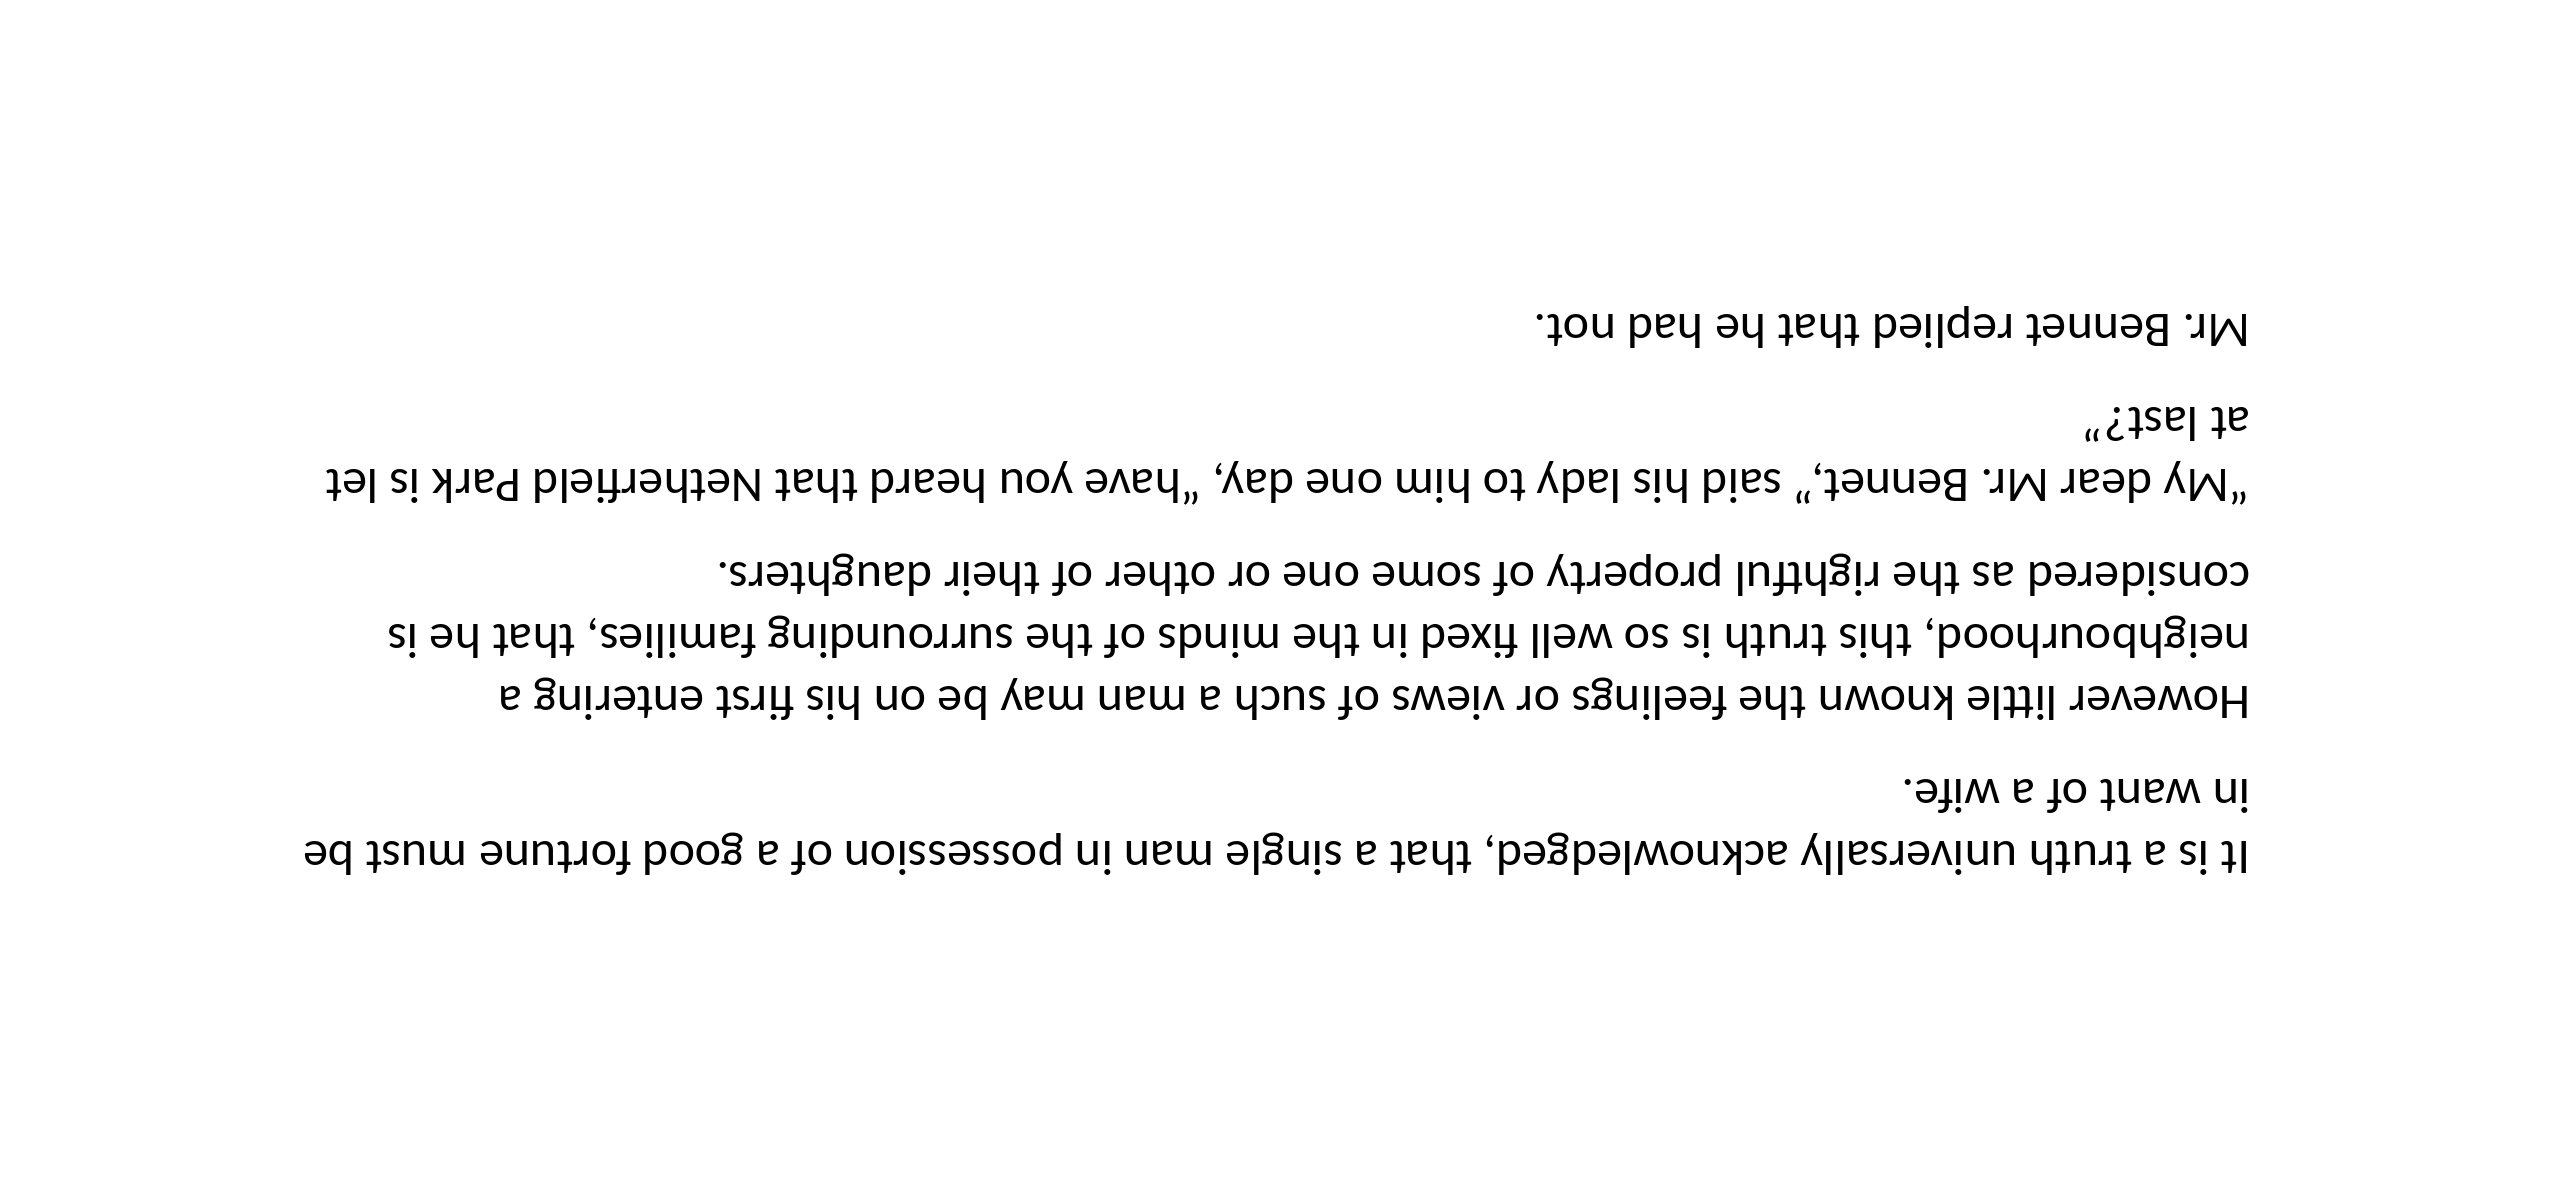 It is a truth universally acknowledged, that a single man in possession of a good fortune must be
in want of a wife.
However little known the feelings or views of such a man may be on his first entering a
neighbourhood, this truth is so well fixed in the minds of the surrounding families, that he is
considered as the rightful property of some one or other of their daughters.
“My dear Mr. Bennet,” said his lady to him one day, “have you heard that Netherfield Park is let
at last?”
Mr. Bennet replied that he had not.